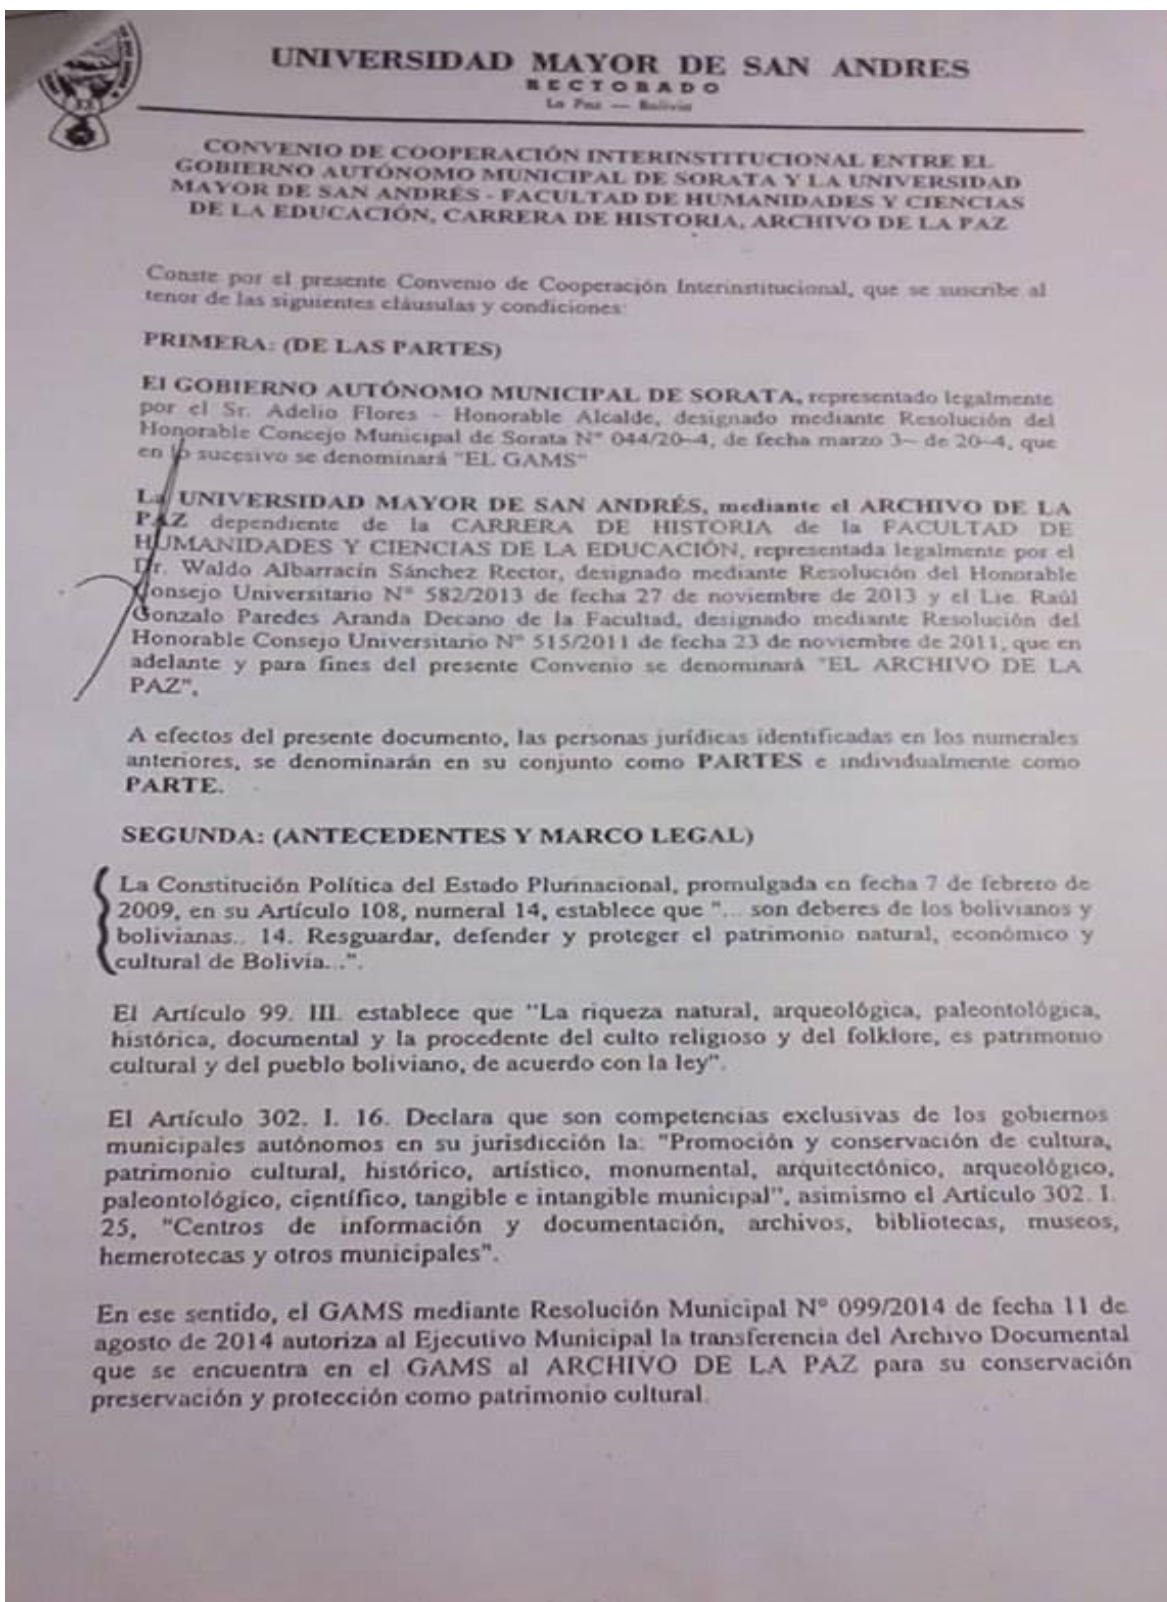 UNIVERSIDAD MAYOR DE SAN ANDRES
RECTORADO
La Paz — Bolivia
CONVENIO DE COOPERACIÓN INTERINSTITUCIONAL ENTRE EL
GOBIERNO AUTÓNOMO MUNICIPAL DE SORATA Y LA UNIVERSIDAD
MAYOR DE SAN ANDRÉS - FACULTAD DE HUMANIDADES Y CIENCIAS
DE LA EDUCACIÓN, CARRERA DE HISTORIA, ARCHIVO DE LA PAZ
Conste por el presente Convenio de Cooperación Interinstitucional, que se suscribe al
tenor de las siguientes cláusulas y condiciones:
PRIMERA: (DE LAS PARTES)
El GOBIERNO AUTÓNOMO MUNICIPAL DE SORATA, representado legalmente
por el Sr. Adelio Flores - Honorable Alcalde, designado mediante Resolución del
Honorable Concejo Municipal de Sorata N° 044/20--4, de fecha marzo 3-- de 20--4, que
en lo sucesivo se denominará "EL GAMS"
La UNIVERSIDAD MAYOR DE SAN ANDRÉS, mediante el ARCHIVO DE LA
PAZ dependiente de la CARRERA DE HISTORIA de la FACULTAD DE
HUMANIDADES Y CIENCIAS DE LA EDUCACIÓN, representada legalmente por el
Dr. Waldo Albarracín Sánchez Rector, designado mediante Resolución del Honorable
Consejo Universitario N° 582/2013 de fecha 27 de noviembre de 2013 y el Lic. Raúl
Gonzalo Paredes Aranda Decano de la Facultad, designado mediante Resolución del
Honorable Consejo Universitario N° 515/2011 de fecha 23 de noviembre de 2011, que en
adelante y para fines del presente Convenio se denominará "EL ARCHIVO DE LA
PAZ",
A efectos del presente documento, las personas jurídicas identificadas en los numerales
anteriores, se denominarán en su conjunto como PARTES e individualmente como
PARTE.
SEGUNDA: (ANTECEDENTES Y MARCO LEGAL)
La Constitución Política del Estado Plurinacional, promulgada en fecha 7 de febrero de
2009, en su Artículo 108, numeral 14, establece que "... son deberes de los bolivianos y
bolivianas.. 14. Resguardar, defender y proteger el patrimonio natural, económico y
cultural de Bolivia...".
El Artículo 99. III. establece que "La riqueza natural, arqueológica, paleontológica,
histórica, documental y la procedente del culto religioso y del folklore, es patrimonio
cultural y del pueblo boliviano, de acuerdo con la ley".
El Artículo 302. I. 16. Declara que son competencias exclusivas de los gobiernos
municipales autónomos en su jurisdicción la: "Promoción y conservación de cultura,
patrimonio cultural, histórico, artístico, monumental, arquitectónico, arqueológico,
paleontológico, científico, tangible e intangible municipal", asimismo el Artículo 302. I.
25, "Centros de información y documentación, archivos, bibliotecas, museos,
hemerotecas y otros municipales".
En ese sentido, el GAMS mediante Resolución Municipal N° 099/2014 de fecha 11 de
agosto de 2014 autoriza al Ejecutivo Municipal la transferencia del Archivo Documental
que se encuentra en el GAMS al ARCHIVO DE LA PAZ para su conservación
preservación y protección como patrimonio cultural.